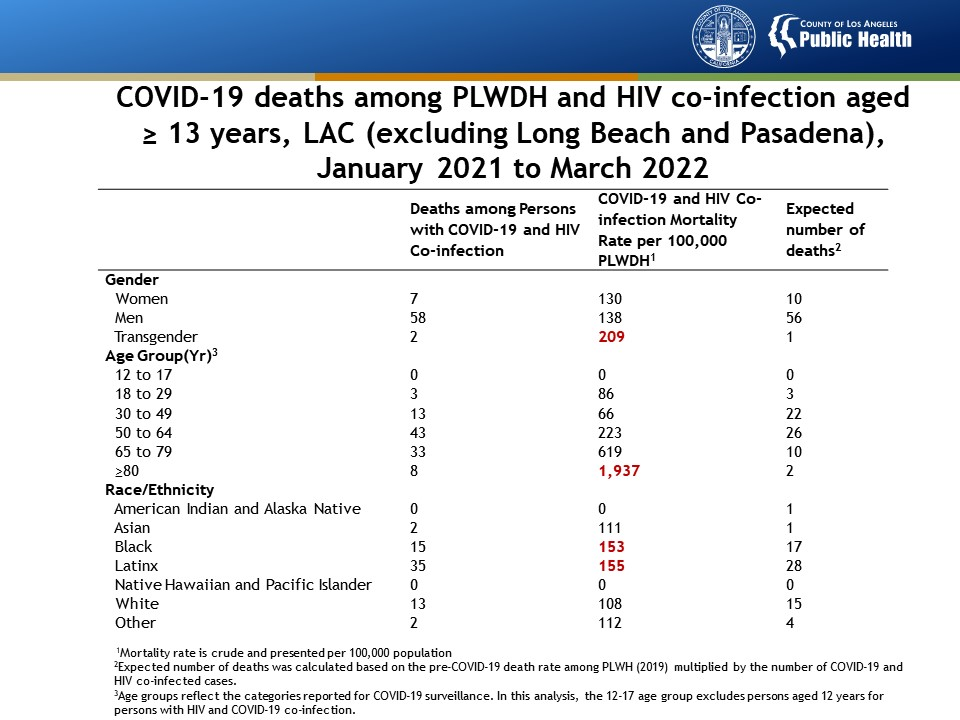 COUNTY OF LOS ANGELES
Public Health
COVID-19 deaths among PLWDH and HIV co-infection aged
≥ 13 years, LAC (excluding Long Beach and Pasadena),
January 2021 to March 2022
Deaths among Persons with COVID-19 and HIV Co-infection | COVID-19 and HIV Co-infection Mortality Rate per 100,000 PLWDH1 | Expected number of deaths2
Gender
Women 7 130 10
Men 58 138 56
Transgender 2 209 1
Age Group(Yr)3
12 to 17 0 0 0
18 to 29 3 86 3
30 to 49 13 66 22
50 to 64 43 223 26
65 to 79 33 619 10
≥80 8 1,937 2
Race/Ethnicity
American Indian and Alaska Native 0 0 1
Asian 2 111 1
Black 15 153 17
Latinx 35 155 28
Native Hawaiian and Pacific Islander 0 0 0
White 13 108 15
Other 2 112 4
1Mortality rate is crude and presented per 100,000 population
2Expected number of deaths was calculated based on the pre-COVID-19 death rate among PLWH (2019) multiplied by the number of COVID-19 and
HIV co-infected cases.
3Age groups reflect the categories reported for COVID-19 surveillance. In this analysis, the 12-17 age group excludes persons aged 12 years for
persons with HIV and COVID-19 co-infection.